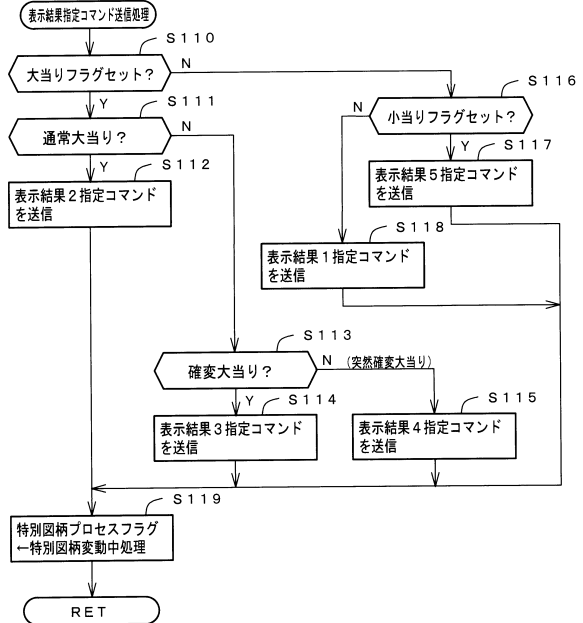 表示結果指定コマンド送信処理
S110
大当りフラグセット？
N
Y
S111
通常大当り？
N
Y
S112
表示結果2指定コマンド
を送信
S116
小当りフラグセット？
N
Y
S117
表示結果5指定コマンド
を送信
S118
表示結果1指定コマンド
を送信
S113
確変大当り？
N (突然確変大当り)
Y
S114
表示結果3指定コマンド
を送信
S115
表示結果4指定コマンド
を送信
S119
特別図柄プロセスフラグ
←特別図柄変動中処理
RET